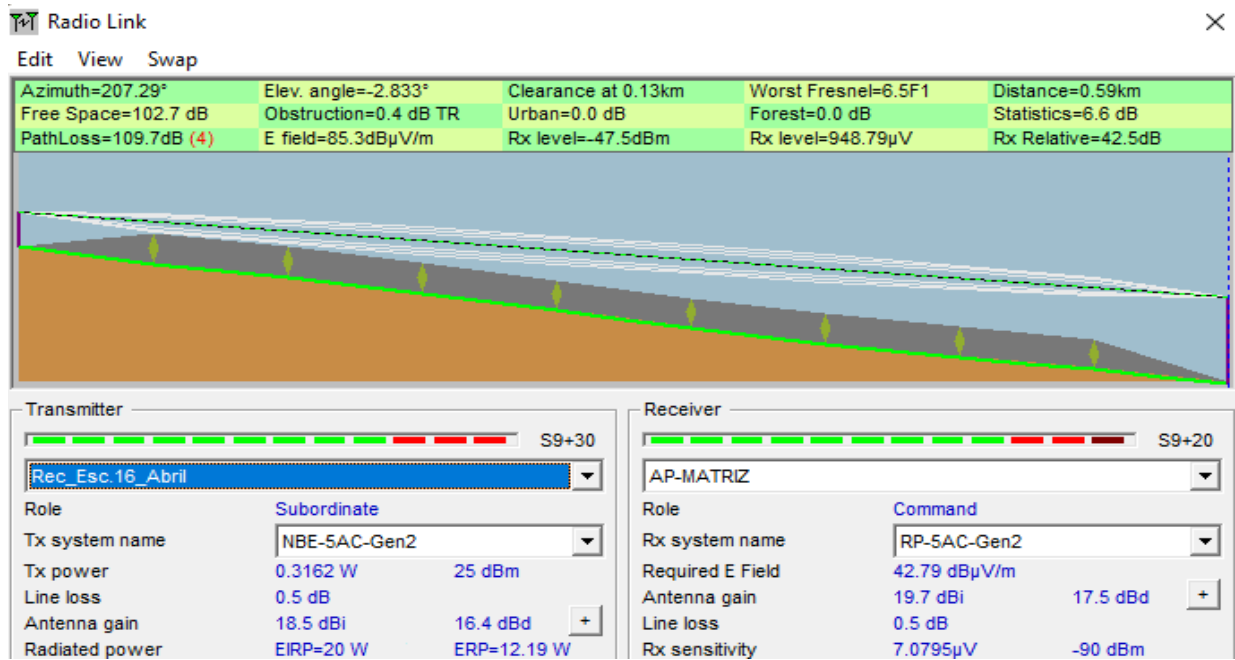 Radio Link
Edit View Swap
Azimuth=207.29° Elev. angle=-2.833° Clearance at 0.13km Worst Fresnel=6.5F1 Distance=0.59km
Free Space=102.7 dB Obstruction=0.4 dB TR Urban=0.0 dB Forest=0.0 dB Statistics=6.6 dB
PathLoss=109.7dB (4) E field=85.3dBµV/m Rx level=-47.5dBm Rx level=948.79µV Rx Relative=42.5dB
Transmitter
S9+30
Rec_Esc.16_Abril
Role Subordinate
Tx system name NBE-5AC-Gen2
Tx power 0.3162 W 25 dBm
Line loss 0.5 dB
Antenna gain 18.5 dBi 16.4 dBd +
Radiated power EIRP=20 W ERP=12.19 W
Receiver
S9+20
AP-MATRIZ
Role Command
Rx system name RP-5AC-Gen2
Required E Field 42.79 dBµV/m
Antenna gain 19.7 dBi 17.5 dBd +
Line loss 0.5 dB
Rx sensitivity 7.0795µV -90 dBm